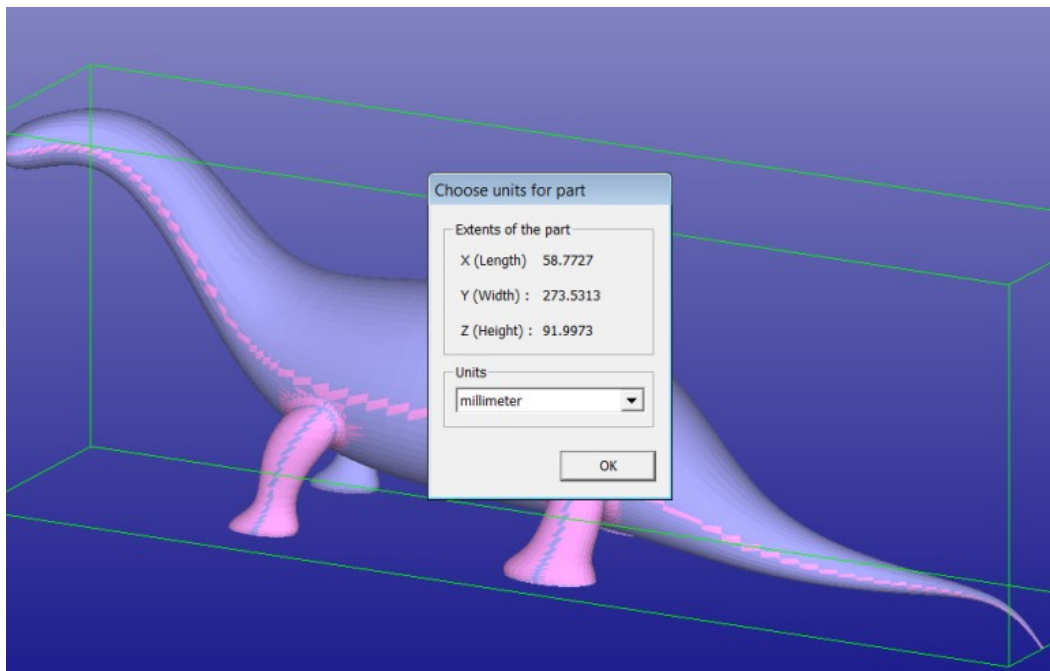 Choose units for part
Extents of the part
X (Length) 58.7727
Y (Width) : 273.5313
Z (Height) : 91.9973
Units
millimeter
OK